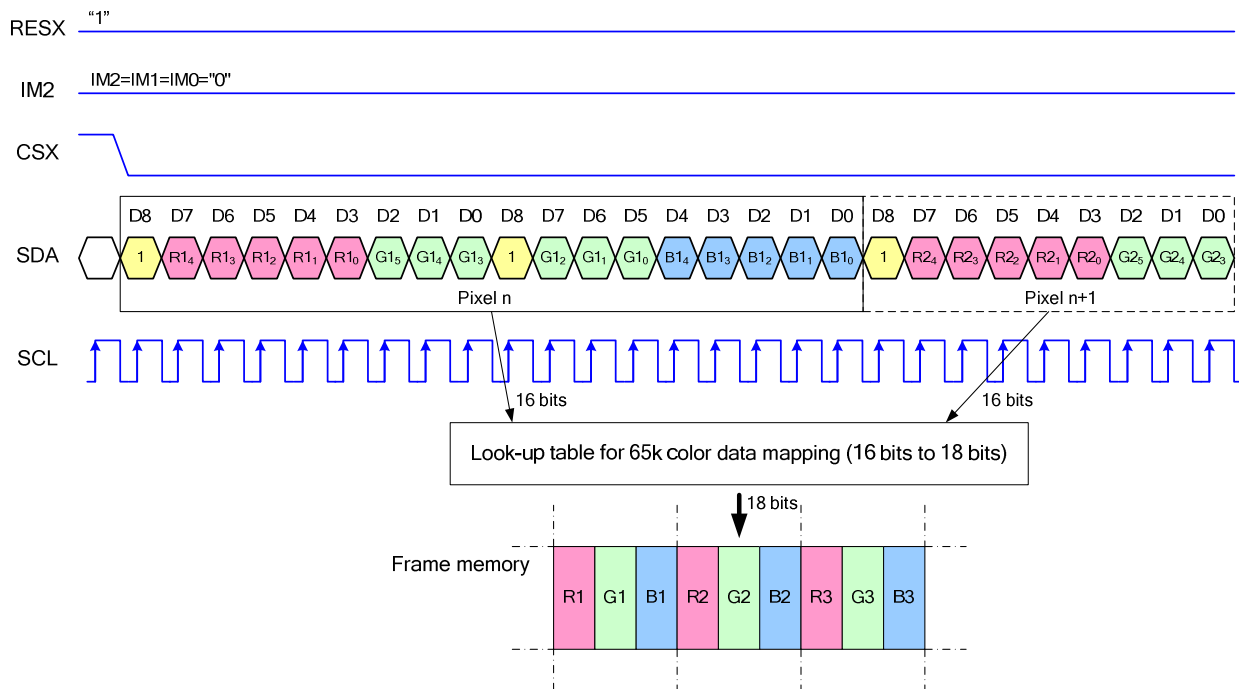 RESX "1"
IM2 IM2=IM1=IM0="0"
CSX
D8 D7 D6 D5 D4 D3 D2 D1 D0 D8 D7 D6 D5 D4 D3 D2 D1 D0 D8 D7 D6 D5 D4 D3 D2 D1 D0
SDA 1 R1₄ R1₃ R1₂ R1₁ R1₀ G1₅ G1₄ G1₃ 1 G1₂ G1₁ G1₀ B1₄ B1₃ B1₂ B1₁ B1₀ 1 R2₄ R2₃ R2₂ R2₁ R2₀ G2₅ G2₄ G2₃
Pixel n Pixel n+1
SCL
16 bits 16 bits
Look-up table for 65k color data mapping (16 bits to 18 bits)
18 bits
Frame memory
R1 G1 B1 R2 G2 B2 R3 G3 B3